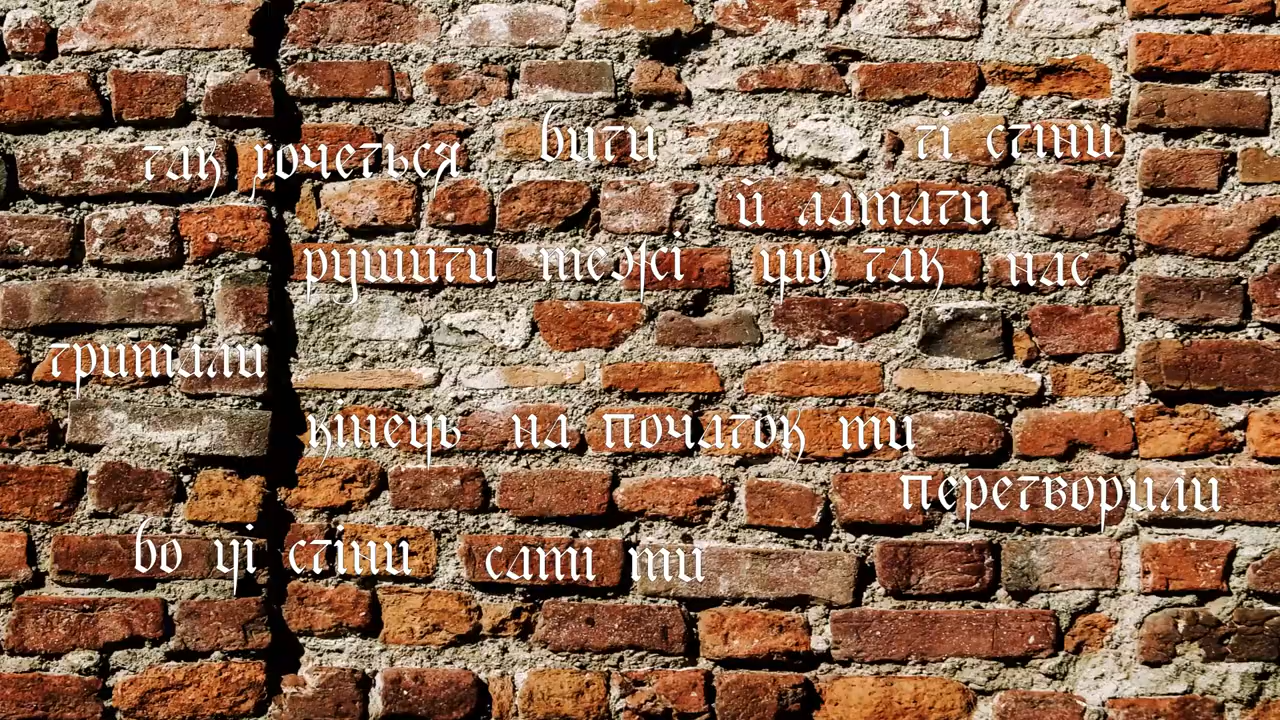 так хочеться бити ті стіни
й ламати
рушити межі що так нас
тримали
кінець на початок ми
перетворили
бо ці стіни самі ми